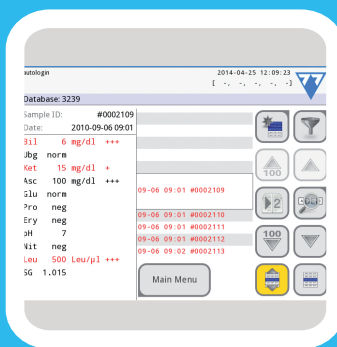 autologin 2014-04-25 12:09:23
[ -, -, -, -, -]
Database: 3239
Sample ID: #0002109
Date: 2010-09-06 09:01
Bil 6 mg/dl +++
Ubg norm
Ket 15 mg/dl +
Asc 100 mg/dl +++
Glu norm
Pro neg
Ery neg
pH 7
Nit neg
Leu 500 Leu/µl +++
SG 1.015
09-06 09:01 #0002109
09-06 09:01 #0002110
09-06 09:01 #0002111
09-06 09:01 #0002112
09-06 09:02 #0002113
100
2
100
Main Menu